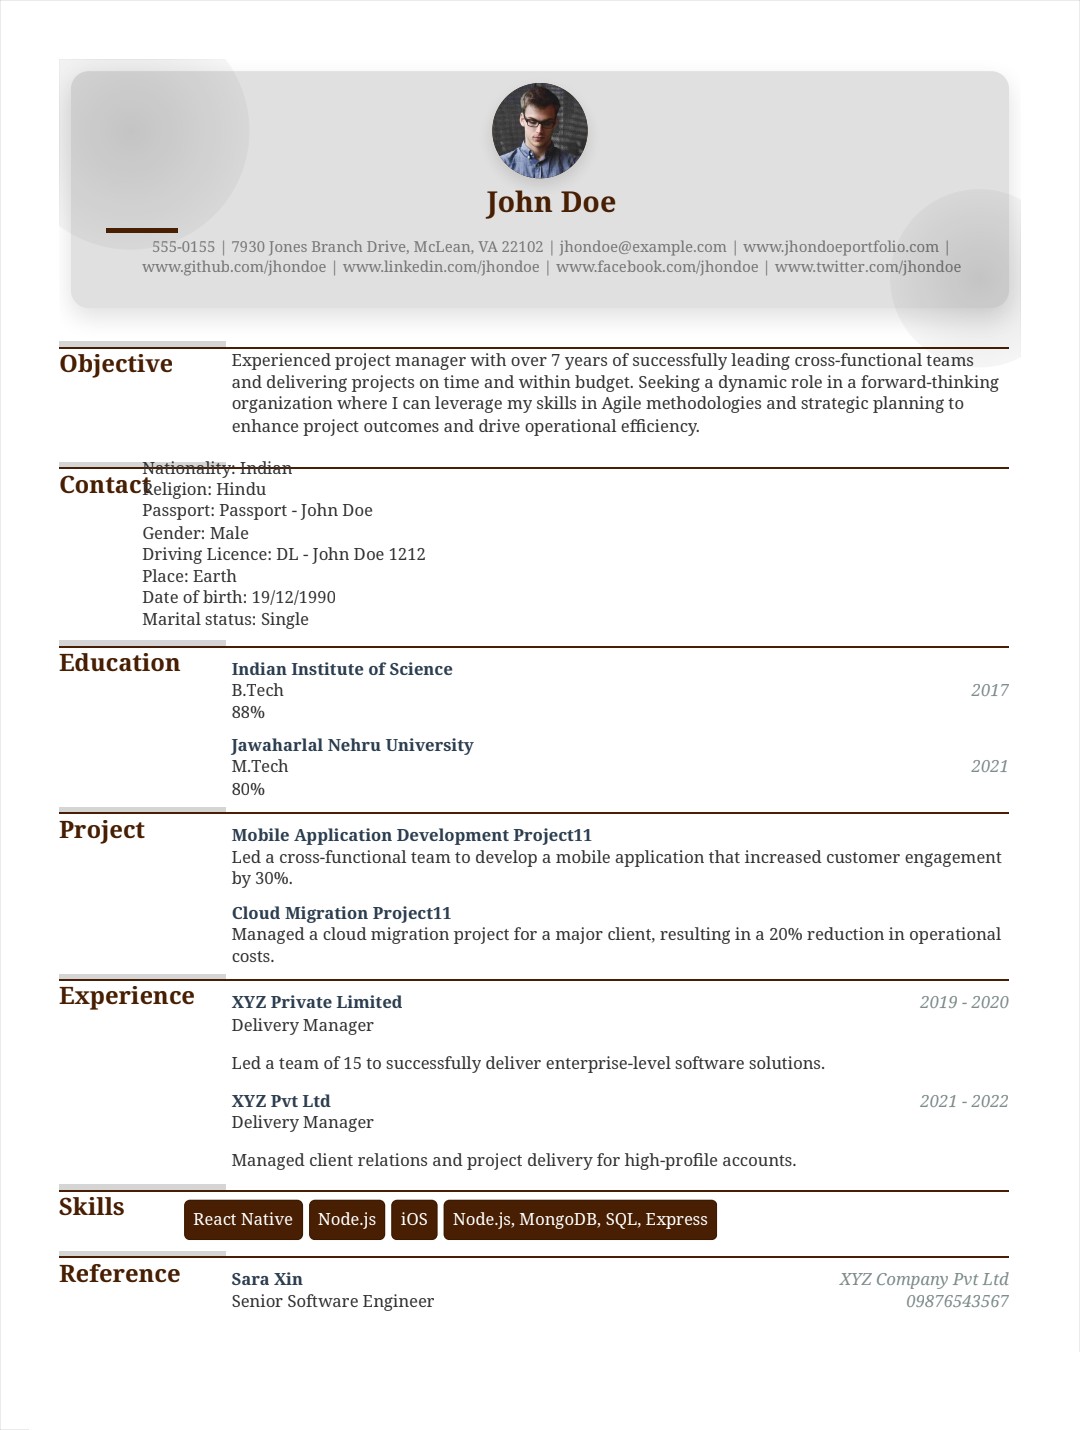 John Doe
555-0155 | 7930 Jones Branch Drive, McLean, VA 22102 | jhondoe@example.com | www.jhondoeportfolio.com |
www.github.com/jhondoe | www.linkedin.com/jhondoe | www.facebook.com/jhondoe | www.twitter.com/jhondoe
Objective
Experienced project manager with over 7 years of successfully leading cross-functional teams
and delivering projects on time and within budget. Seeking a dynamic role in a forward-thinking
organization where I can leverage my skills in Agile methodologies and strategic planning to
enhance project outcomes and drive operational efficiency.
Contact
Nationality: Indian
Religion: Hindu
Passport: Passport - John Doe
Gender: Male
Driving Licence: DL - John Doe 1212
Place: Earth
Date of birth: 19/12/1990
Marital status: Single
Education
Indian Institute of Science
B.Tech 2017
88%
Jawaharlal Nehru University
M.Tech 2021
80%
Project
Mobile Application Development Project11
Led a cross-functional team to develop a mobile application that increased customer engagement
by 30%.
Cloud Migration Project11
Managed a cloud migration project for a major client, resulting in a 20% reduction in operational
costs.
Experience
XYZ Private Limited 2019 - 2020
Delivery Manager
Led a team of 15 to successfully deliver enterprise-level software solutions.
XYZ Pvt Ltd 2021 - 2022
Delivery Manager
Managed client relations and project delivery for high-profile accounts.
Skills
React Native Node.js iOS Node.js, MongoDB, SQL, Express
Reference
Sara Xin XYZ Company Pvt Ltd
Senior Software Engineer 09876543567